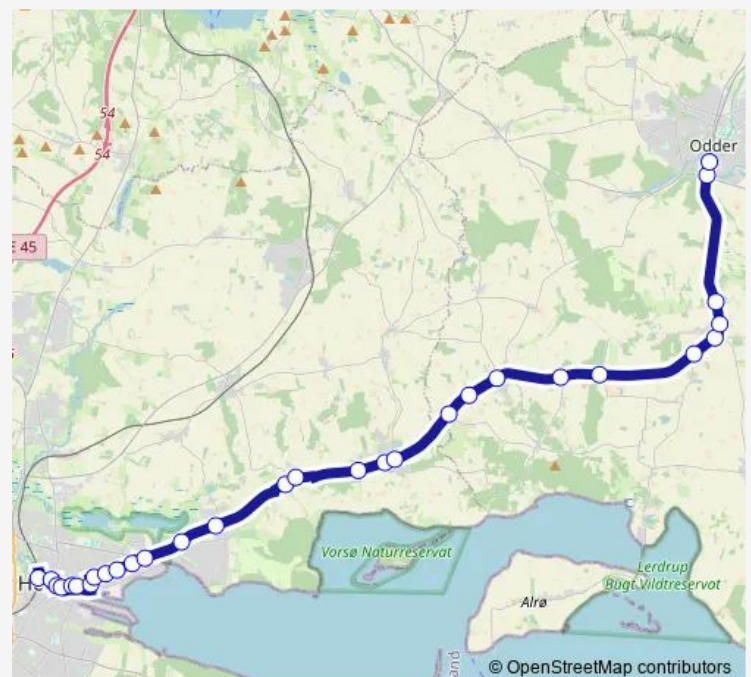 54
54
Odder
E 45
Vorsø Naturreservat
Lerdrup
Bugt Vildtreservat
Alrø
© OpenStreetMap contributors